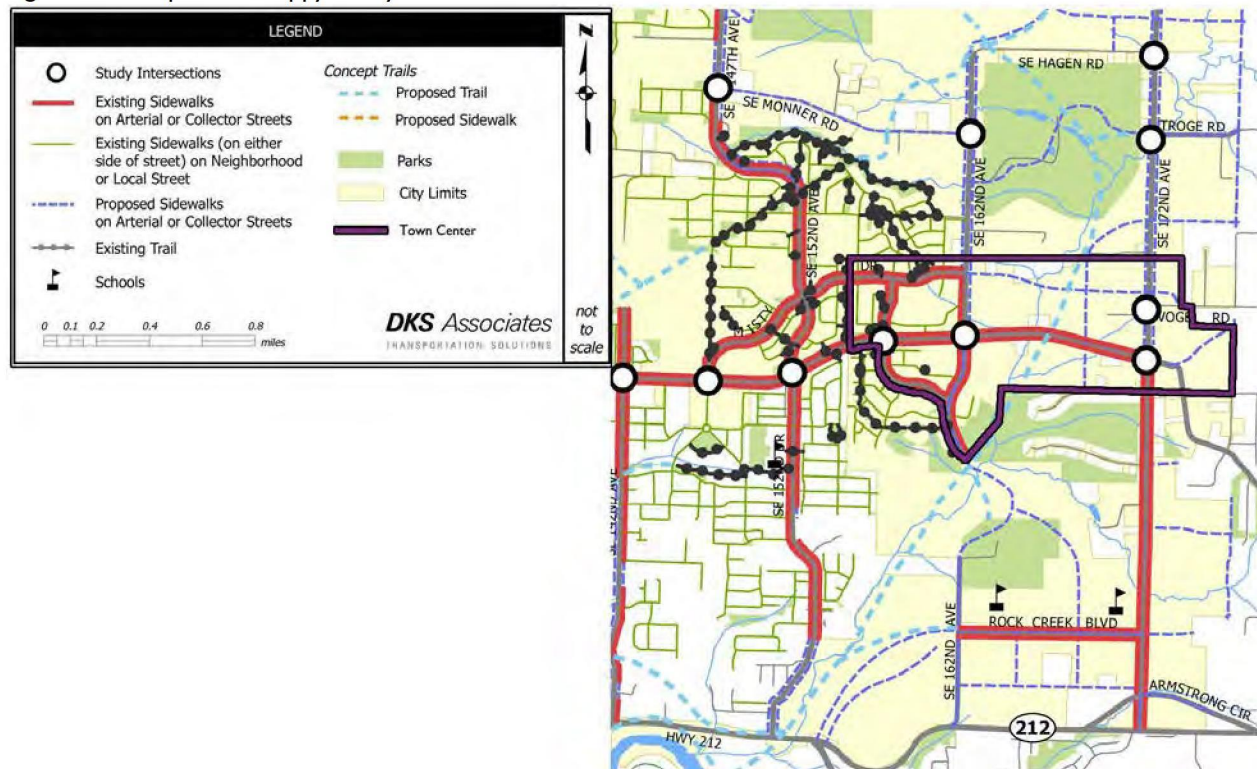 LEGEND
Study Intersections
Existing Sidewalks
on Arterial or Collector Streets
Existing Sidewalks (on either
side of street) on Neighborhood
or Local Street
Proposed Sidewalks
on Arterial or Collector Streets
Existing Trail
Schools
Concept Trails
Proposed Trail
Proposed Sidewalk
Parks
City Limits
Town Center
0 0.1 0.2 0.4 0.6 0.8
miles
DKS Associates
TRANSPORTATION SOLUTIONS
N
not
to
scale
SE 147TH AVE
SE MONNER RD
SE HAGEN RD
TROGE RD
SE 162ND AVE
SE 172ND AVE
SE 152ND AVE
DR
SE 142ND AVE
SE 152ND DR
ROCK CREEK BLVD
SE 162ND AVE
ARMSTRONG CIR
HWY 212
212